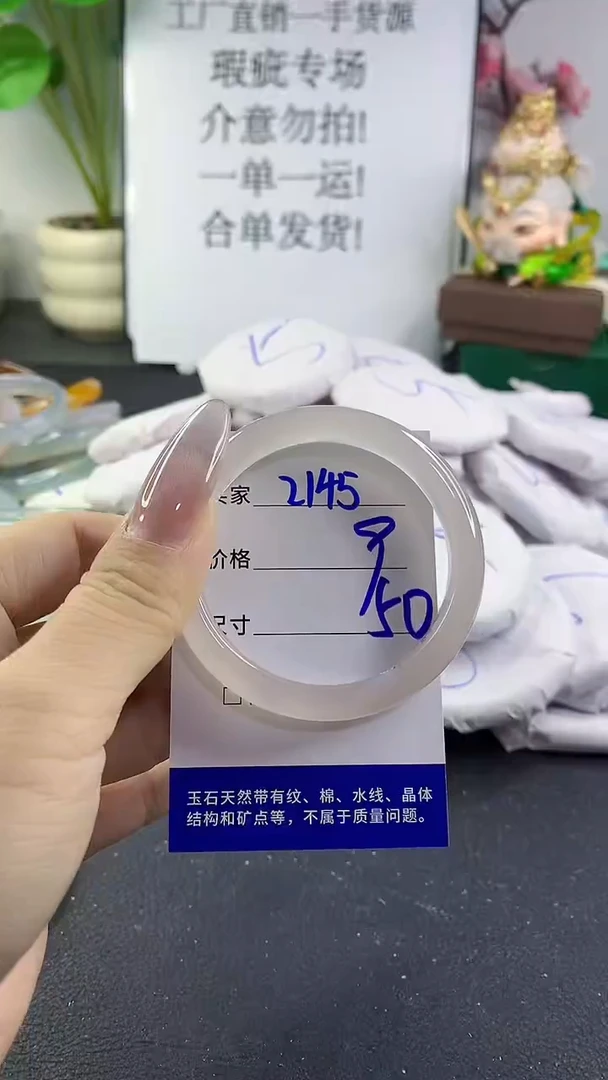 工厂直销一手货源
瑕疵专场
介意勿拍!
一单一运!
合单发货!
家 2145
价格
尺寸 50
玉石天然带有纹、棉、水线、晶体
结构和矿点等，不属于质量问题。